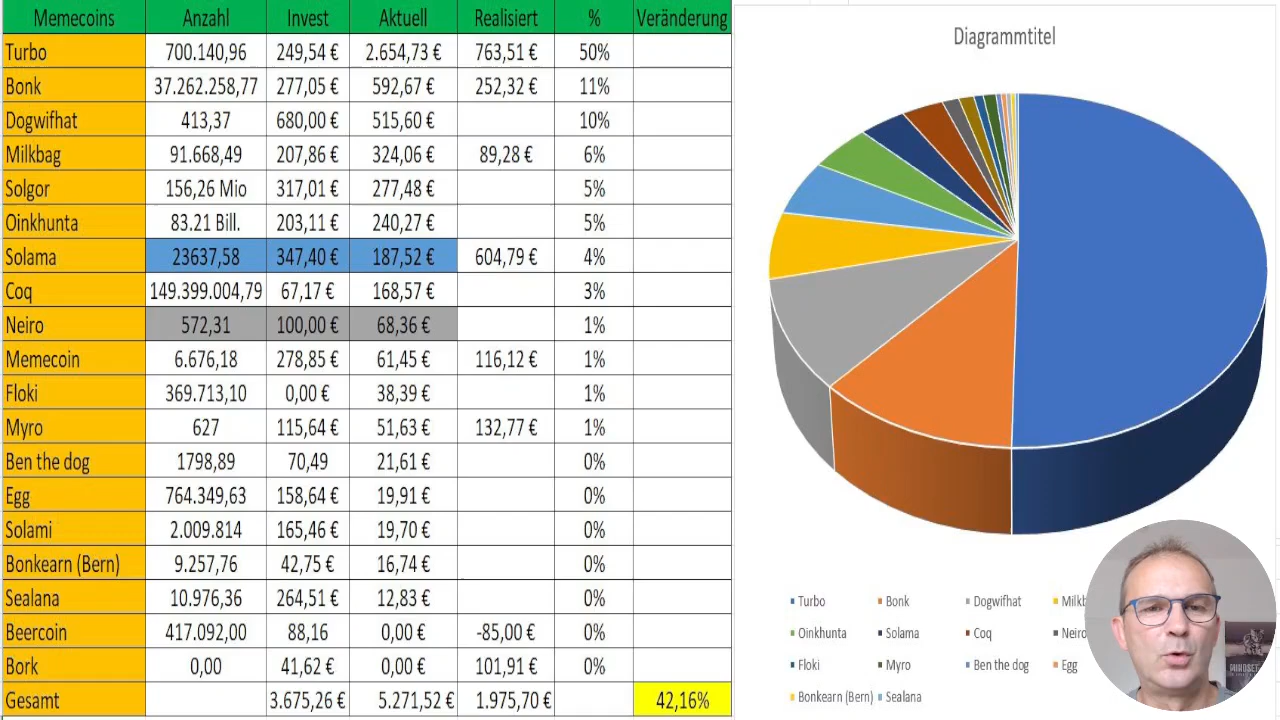 Memecoins Anzahl Invest Aktuell Realisiert % Veränderung
Turbo 700.140,96 249,54 € 2.654,73 € 763,51 € 50%
Bonk 37.262.258,77 277,05 € 592,67 € 252,32 € 11%
Dogwifhat 413,37 680,00 € 515,60 € 10%
Milkbag 91.668,49 207,86 € 324,06 € 89,28 € 6%
Solgor 156,26 Mio 317,01 € 277,48 € 5%
Oinkhunta 83.21 Bill. 203,11 € 240,27 € 5%
Solama 23637,58 347,40 € 187,52 € 604,79 € 4%
Coq 149.399.004,79 67,17 € 168,57 € 3%
Neiro 572,31 100,00 € 68,36 € 1%
Memecoin 6.676,18 278,85 € 61,45 € 116,12 € 1%
Floki 369.713,10 0,00 € 38,39 € 1%
Myro 627 115,64 € 51,63 € 132,77 € 1%
Ben the dog 1798,89 70,49 21,61 € 0%
Egg 764.349,63 158,64 € 19,91 € 0%
Solami 2.009.814 165,46 € 19,70 € 0%
Bonkearn (Bern) 9.257,76 42,75 € 16,74 € 0%
Sealana 10.976,36 264,51 € 12,83 € 0%
Beercoin 417.092,00 88,16 0,00 € -85,00 € 0%
Bork 0,00 41,62 € 0,00 € 101,91 € 0%
Gesamt 3.675,26 € 5.271,52 € 1.975,70 € 42,16%
Diagrammtitel
Turbo Bonk Dogwifhat Milkb
Oinkhunta Solama Coq Neiro
Floki Myro Ben the dog Egg
Bonkearn (Bern) Sealana
MINDSET